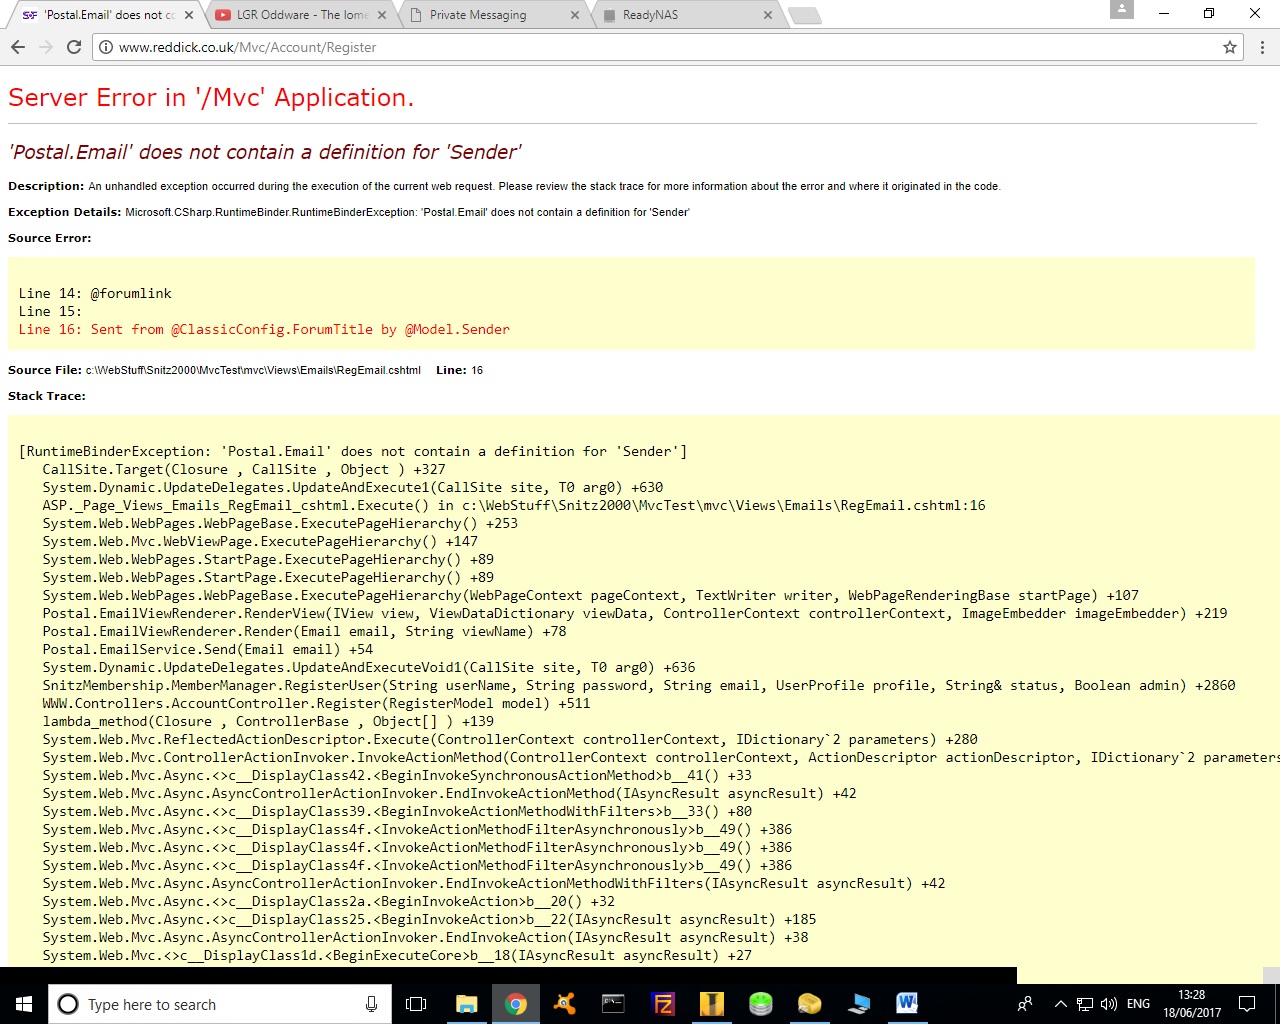 'Postal.Email' does not co
LGR Oddware - The Iome
Private Messaging
ReadyNAS
www.reddick.co.uk/Mvc/Account/Register
Server Error in '/Mvc' Application.
'Postal.Email' does not contain a definition for 'Sender'
Description: An unhandled exception occurred during the execution of the current web request. Please review the stack trace for more information about the error and where it originated in the code.
Exception Details: Microsoft.CSharp.RuntimeBinder.RuntimeBinderException: 'Postal.Email' does not contain a definition for 'Sender'
Source Error:
Line 14: @forumlink
Line 15:
Line 16: Sent from @ClassicConfig.ForumTitle by @Model.Sender
Source File: c:\WebStuff\Snitz2000\MvcTest\mvc\Views\Emails\RegEmail.cshtml    Line: 16
Stack Trace:
[RuntimeBinderException: 'Postal.Email' does not contain a definition for 'Sender']
CallSite.Target(Closure , CallSite , Object ) +327
System.Dynamic.UpdateDelegates.UpdateAndExecute1(CallSite site, T0 arg0) +630
ASP._Page_Views_Emails_RegEmail_cshtml.Execute() in c:\WebStuff\Snitz2000\MvcTest\mvc\Views\Emails\RegEmail.cshtml:16
System.Web.WebPages.WebPageBase.ExecutePageHierarchy() +253
System.Web.Mvc.WebViewPage.ExecutePageHierarchy() +147
System.Web.WebPages.StartPage.ExecutePageHierarchy() +89
System.Web.WebPages.StartPage.ExecutePageHierarchy() +89
System.Web.WebPages.WebPageBase.ExecutePageHierarchy(WebPageContext pageContext, TextWriter writer, WebPageRenderingBase startPage) +107
Postal.EmailViewRenderer.RenderView(IView view, ViewDataDictionary viewData, ControllerContext controllerContext, ImageEmbedder imageEmbedder) +219
Postal.EmailViewRenderer.Render(Email email, String viewName) +78
Postal.EmailService.Send(Email email) +54
System.Dynamic.UpdateDelegates.UpdateAndExecuteVoid1(CallSite site, T0 arg0) +636
SnitzMembership.MemberManager.RegisterUser(String userName, String password, String email, UserProfile profile, String& status, Boolean admin) +2860
WWW.Controllers.AccountController.Register(RegisterModel model) +511
lambda_method(Closure , ControllerBase , Object[] ) +139
System.Web.Mvc.ReflectedActionDescriptor.Execute(ControllerContext controllerContext, IDictionary`2 parameters) +280
System.Web.Mvc.ControllerActionInvoker.InvokeActionMethod(ControllerContext controllerContext, ActionDescriptor actionDescriptor, IDictionary`2 parameters
System.Web.Mvc.Async.<>c__DisplayClass42.<BeginInvokeSynchronousActionMethod>b__41() +33
System.Web.Mvc.Async.AsyncControllerActionInvoker.EndInvokeActionMethod(IAsyncResult asyncResult) +42
System.Web.Mvc.Async.<>c__DisplayClass39.<BeginInvokeActionMethodWithFilters>b__33() +80
System.Web.Mvc.Async.<>c__DisplayClass4f.<InvokeActionMethodFilterAsynchronously>b__49() +386
System.Web.Mvc.Async.<>c__DisplayClass4f.<InvokeActionMethodFilterAsynchronously>b__49() +386
System.Web.Mvc.Async.<>c__DisplayClass4f.<InvokeActionMethodFilterAsynchronously>b__49() +386
System.Web.Mvc.Async.AsyncControllerActionInvoker.EndInvokeActionMethodWithFilters(IAsyncResult asyncResult) +42
System.Web.Mvc.Async.<>c__DisplayClass2a.<BeginInvokeAction>b__20() +32
System.Web.Mvc.Async.<>c__DisplayClass25.<BeginInvokeAction>b__22(IAsyncResult asyncResult) +185
System.Web.Mvc.Async.AsyncControllerActionInvoker.EndInvokeAction(IAsyncResult asyncResult) +38
System.Web.Mvc.<>c__DisplayClass1d.<BeginExecuteCore>b__18(IAsyncResult asyncResult) +27
Type here to search
ENG
13:28
18/06/2017